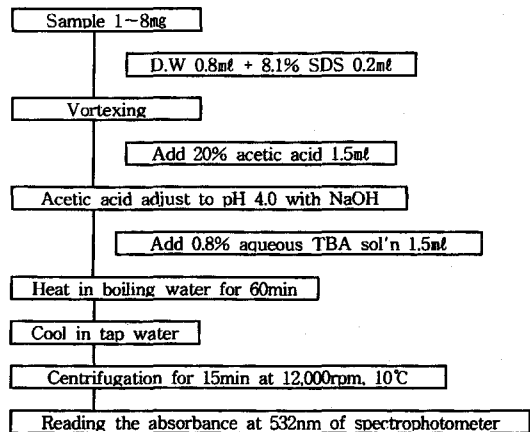 Sample 1~8mg
D.W 0.8㎖ + 8.1% SDS 0.2㎖
Vortexing
Add 20% acetic acid 1.5㎖
Acetic acid adjust to pH 4.0 with NaOH
Add 0.8% aqueous TBA sol'n 1.5㎖
Heat in boiling water for 60min
Cool in tap water
Centrifugation for 15min at 12,000rpm, 10℃
Reading the absorbance at 532nm of spectrophotometer